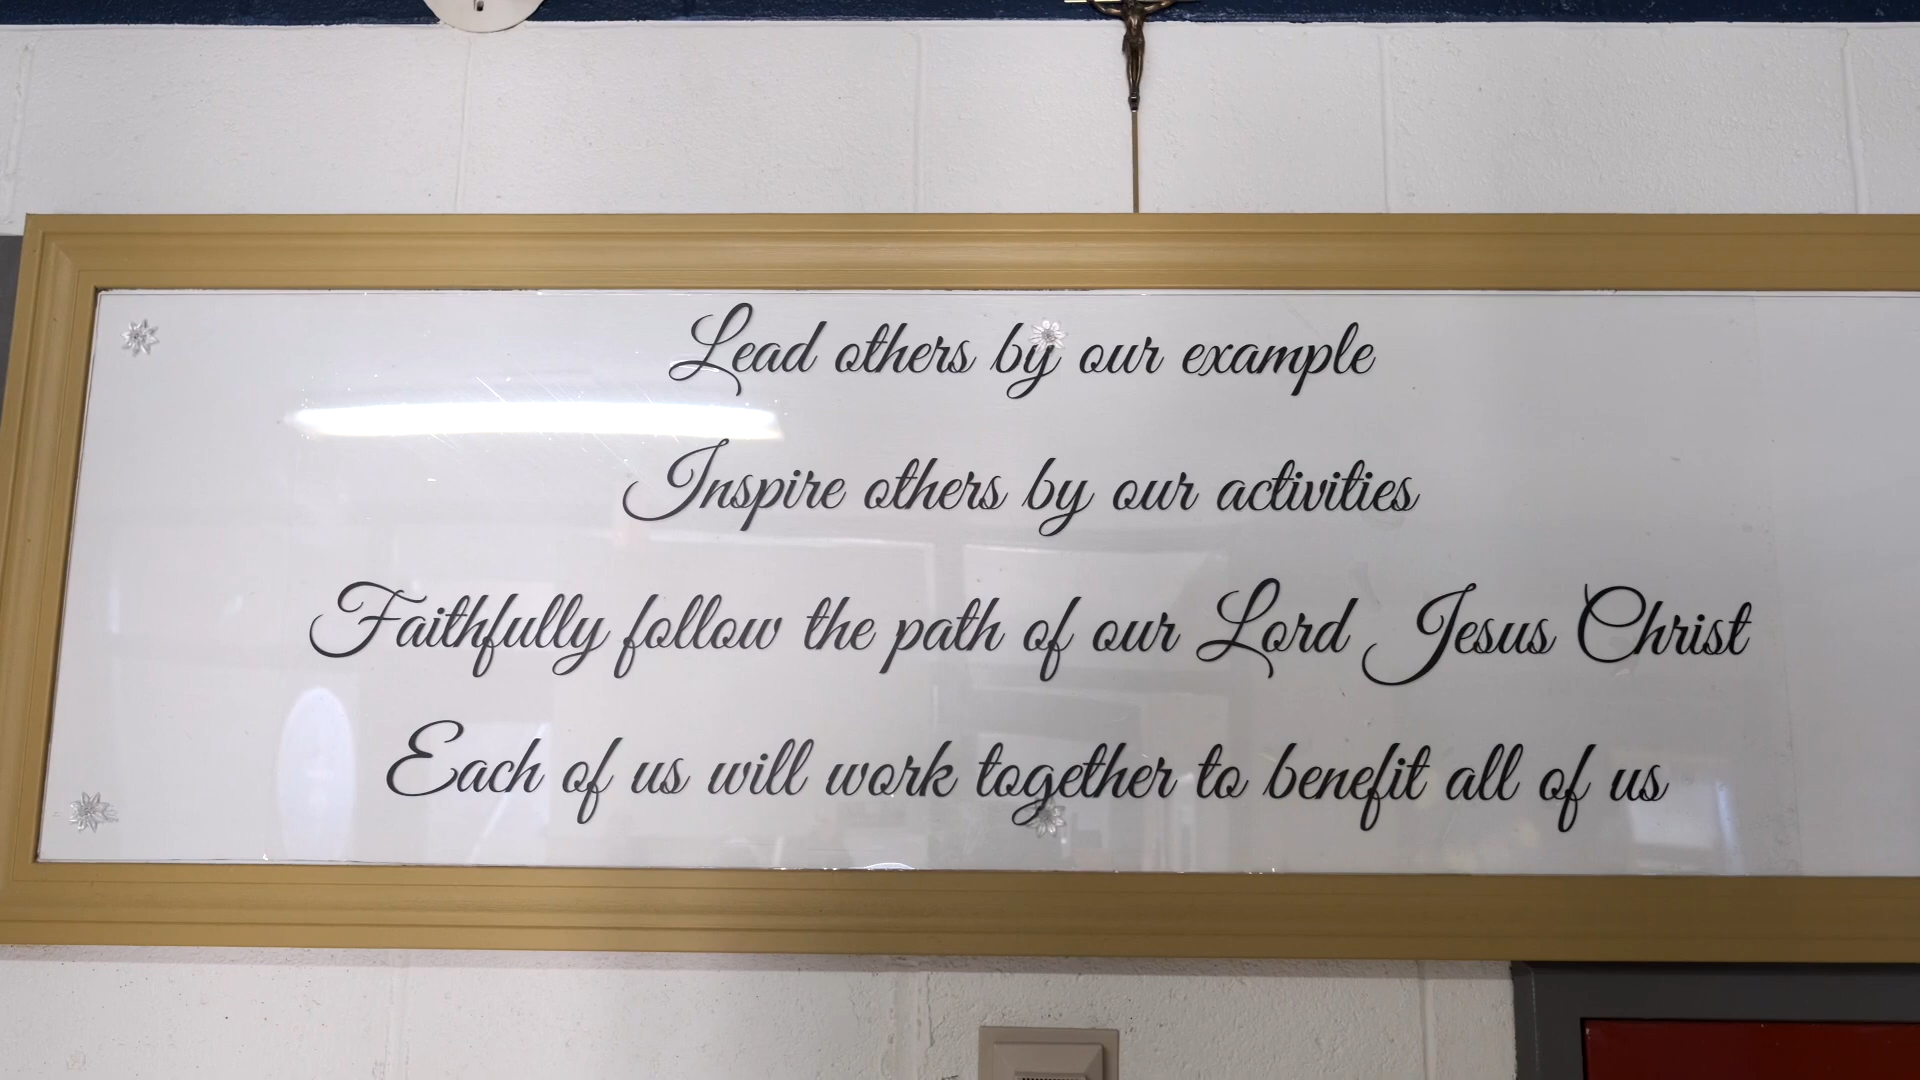 Lead others by our example
Inspire others by our activities
Faithfully follow the path of our Lord Jesus Christ
Each of us will work together to benefit all of us